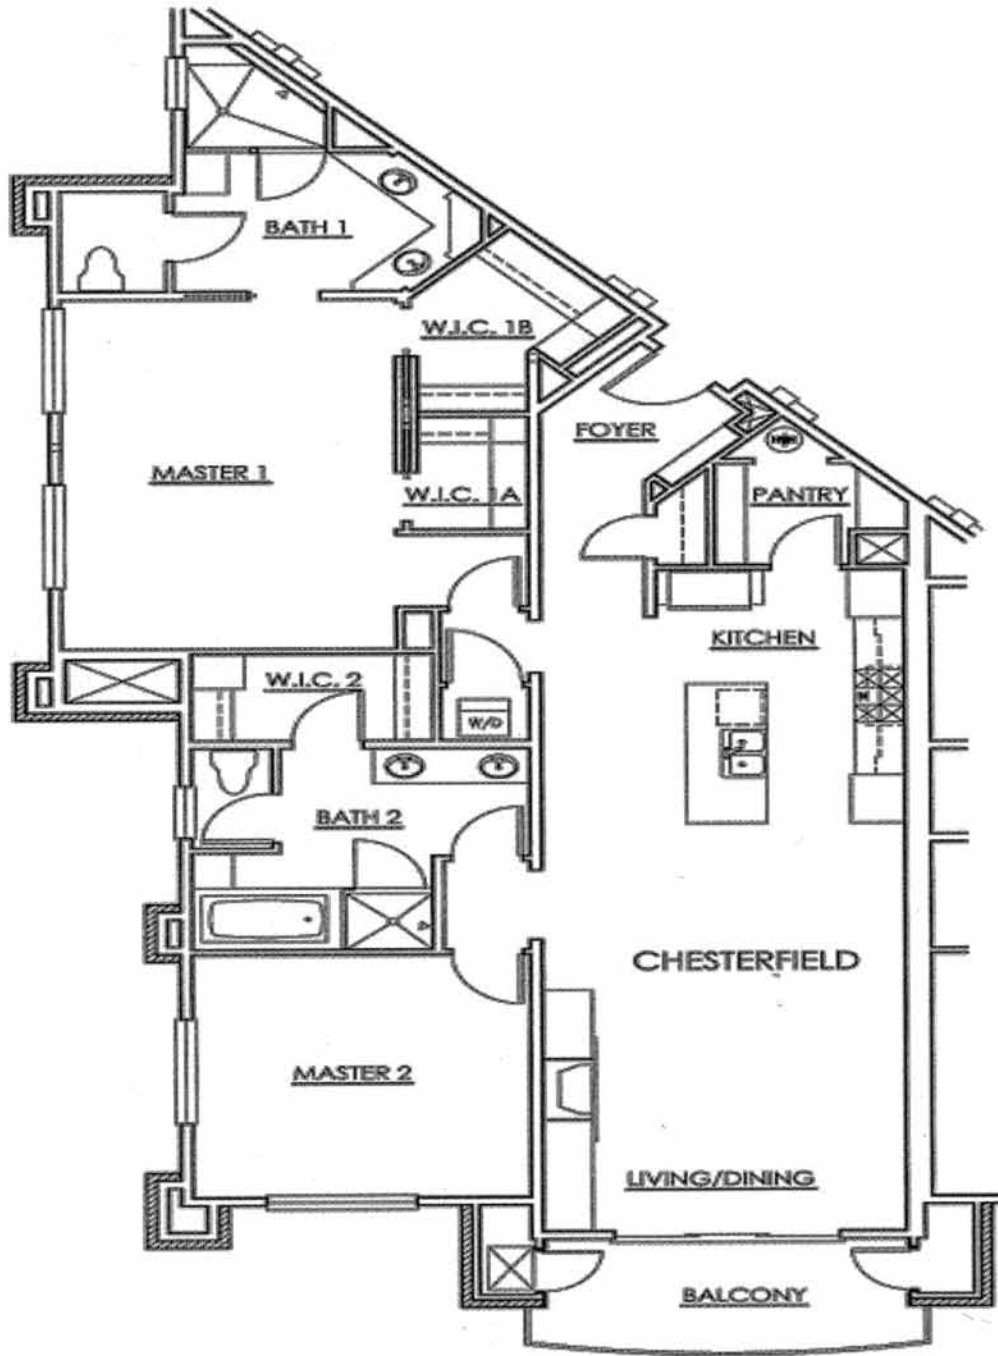 BATH 1
W.I.C. 1B
FOYER
MASTER 1
W.I.C. 1A
PANTRY
KITCHEN
W.I.C. 2
W/D
BATH 2
CHESTERFIELD
MASTER 2
LIVING/DINING
BALCONY